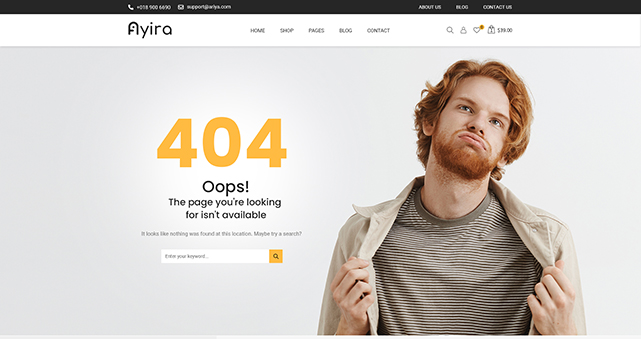 +018 900 6690 support@ariya.com ABOUT US BLOG CONTACT US
Ayira HOME SHOP PAGES BLOG CONTACT $39.00
404
Oops!
The page you're looking
for isn't available
It looks like nothing was found at this location. Maybe try a search?
Enter your keyword...